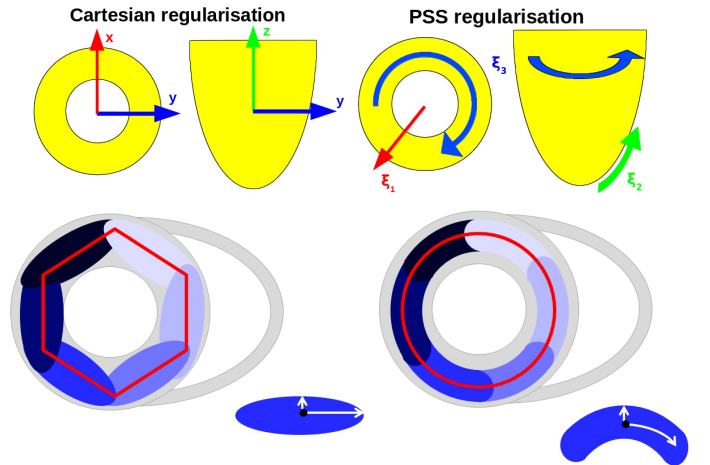 Cartesian regularisation
PSS regularisation
x
y
z
y
ξ₁
ξ₃
ξ₂